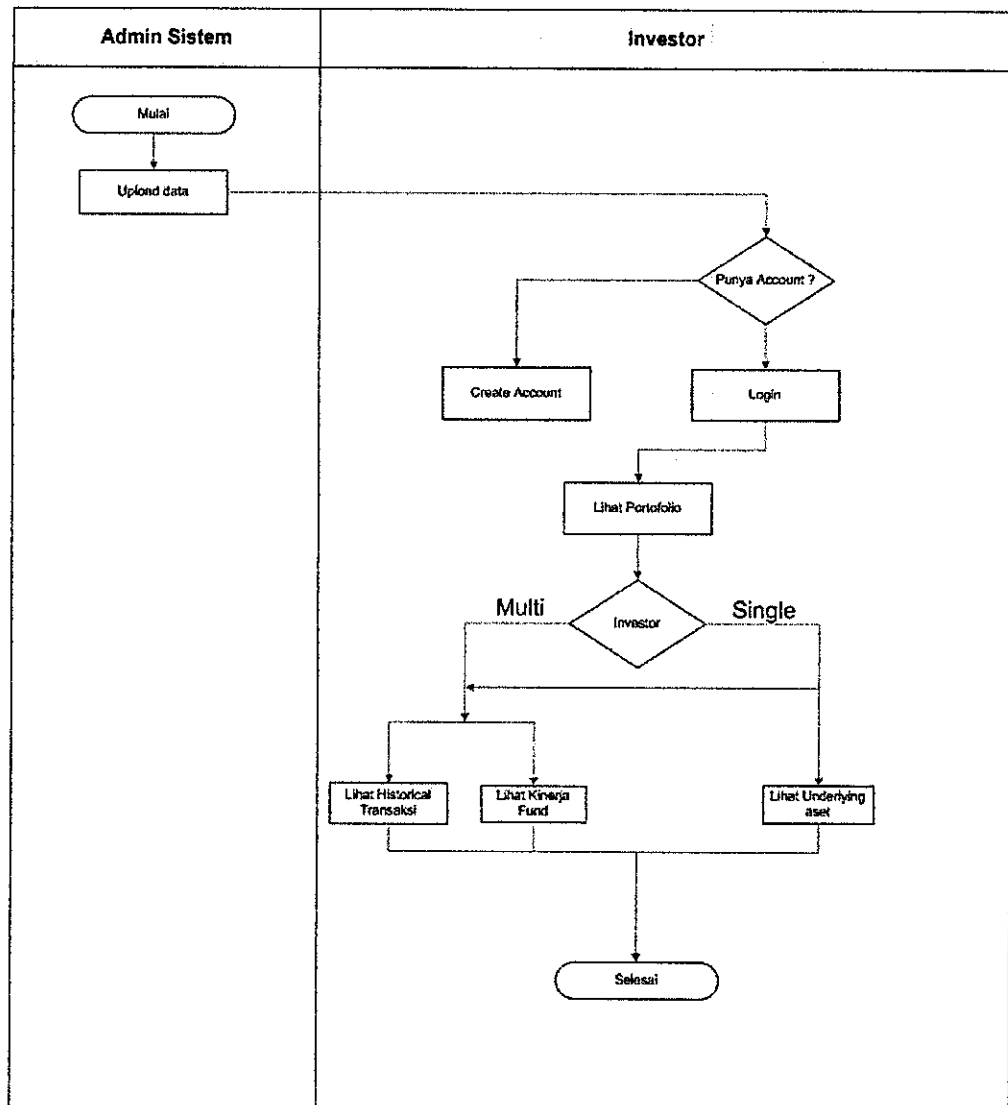 Admin Sistem
Investor
Mulai
Upload data
Punya Account ?
Create Account
Login
Lihat Portofolio
Multi
Investor
Single
Lihat Historical
Transaksi
Lihat Kinerja
Fund
Lihat Underlying
aset
Selesai